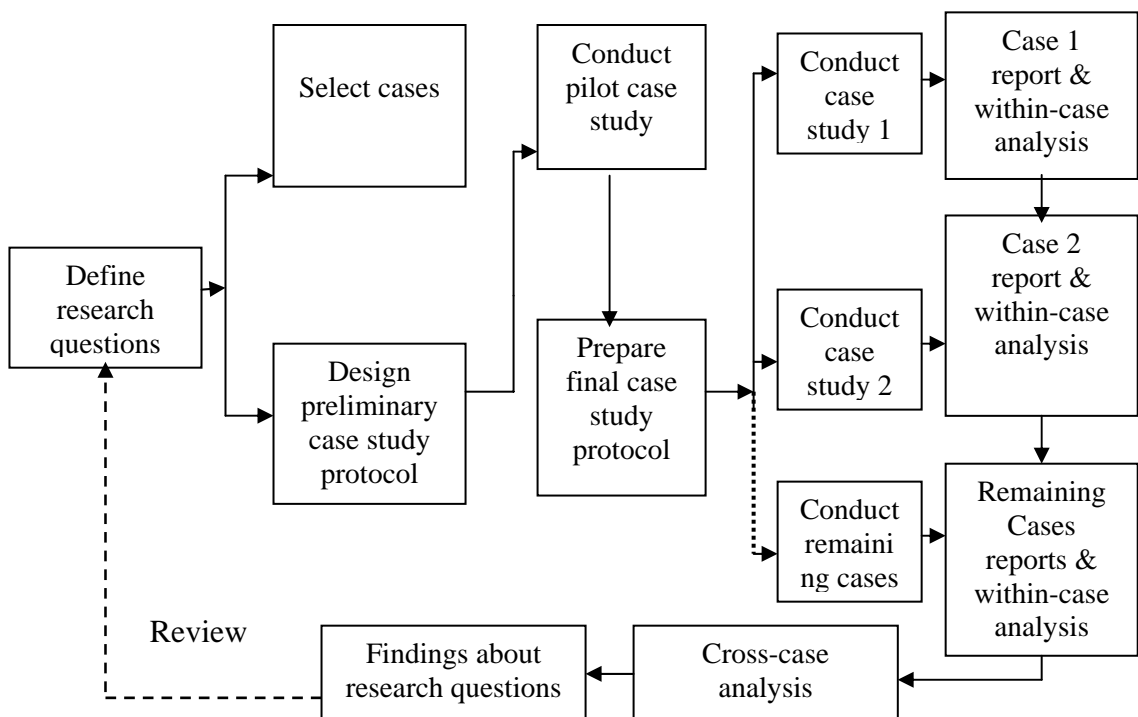 Select cases
Conduct
pilot case
study
Conduct
case
study 1
Case 1
report &
within-case
analysis
Define
research
questions
Design
preliminary
case study
protocol
Prepare
final case
study
protocol
Conduct
case
study 2
Case 2
report &
within-case
analysis
Conduct
remaini
ng cases
Remaining
Cases
reports &
within-case
analysis
Review
Findings about
research questions
Cross-case
analysis